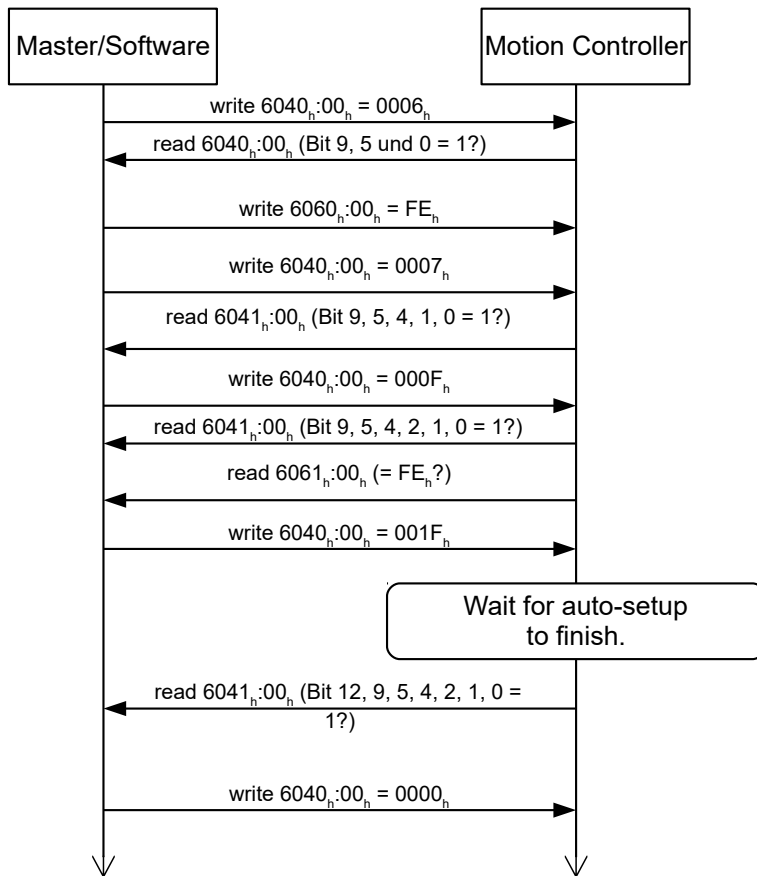 Master/Software
Motion Controller
write 6040h:00h = 0006h
read 6040h:00h (Bit 9, 5 und 0 = 1?)
write 6060h:00h = FEh
write 6040h:00h = 0007h
read 6041h:00h (Bit 9, 5, 4, 1, 0 = 1?)
write 6040h:00h = 000Fh
read 6041h:00h (Bit 9, 5, 4, 2, 1, 0 = 1?)
read 6061h:00h (= FEh?)
write 6040h:00h = 001Fh
Wait for auto-setup
to finish.
read 6041h:00h (Bit 12, 9, 5, 4, 2, 1, 0 =
1?)
write 6040h:00h = 0000h